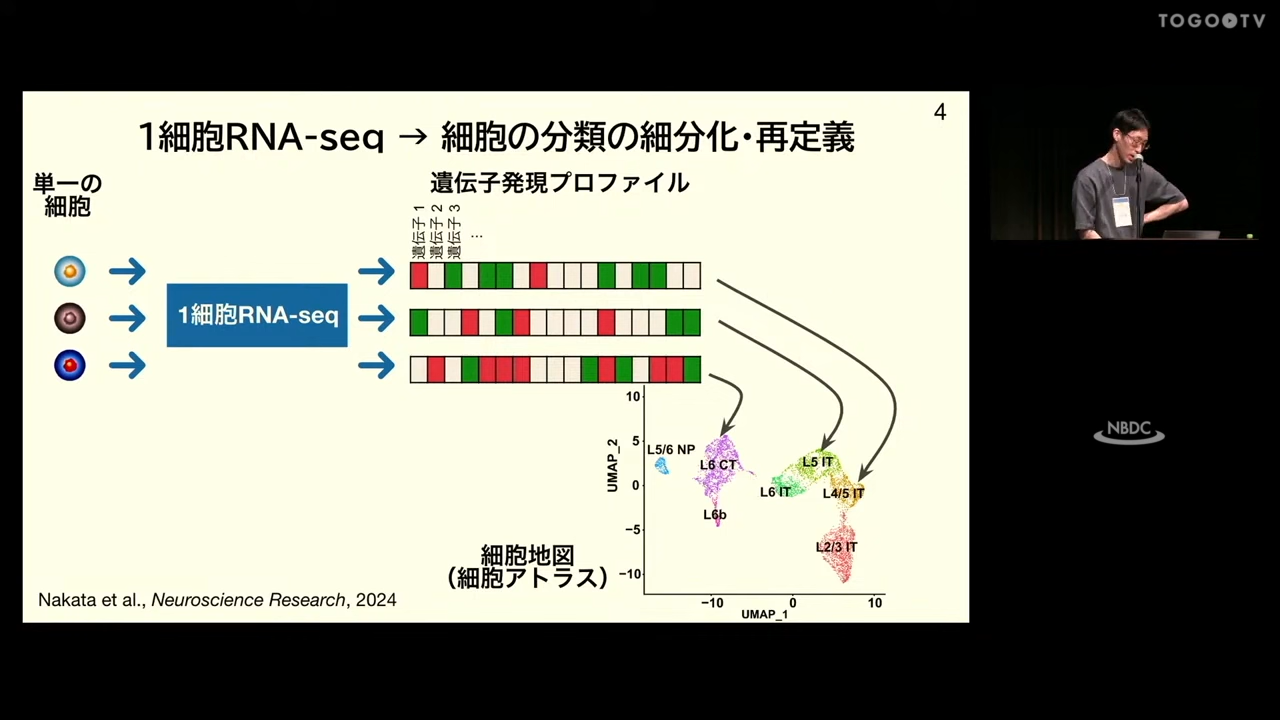 TOGOTV
4
1細胞RNA-seq → 細胞の分類の細分化・再定義
単一の
細胞
遺伝子発現プロファイル
遺伝子 1
遺伝子 2
遺伝子 3
...
1細胞RNA-seq
10
5
0
−5
−10
UMAP_2
L5/6 NP
L6 CT
L5 IT
L6 IT
L4/5 IT
L6b
L2/3 IT
細胞地図
（細胞アトラス）
−10
0
10
UMAP_1
Nakata et al., Neuroscience Research, 2024
NBDC